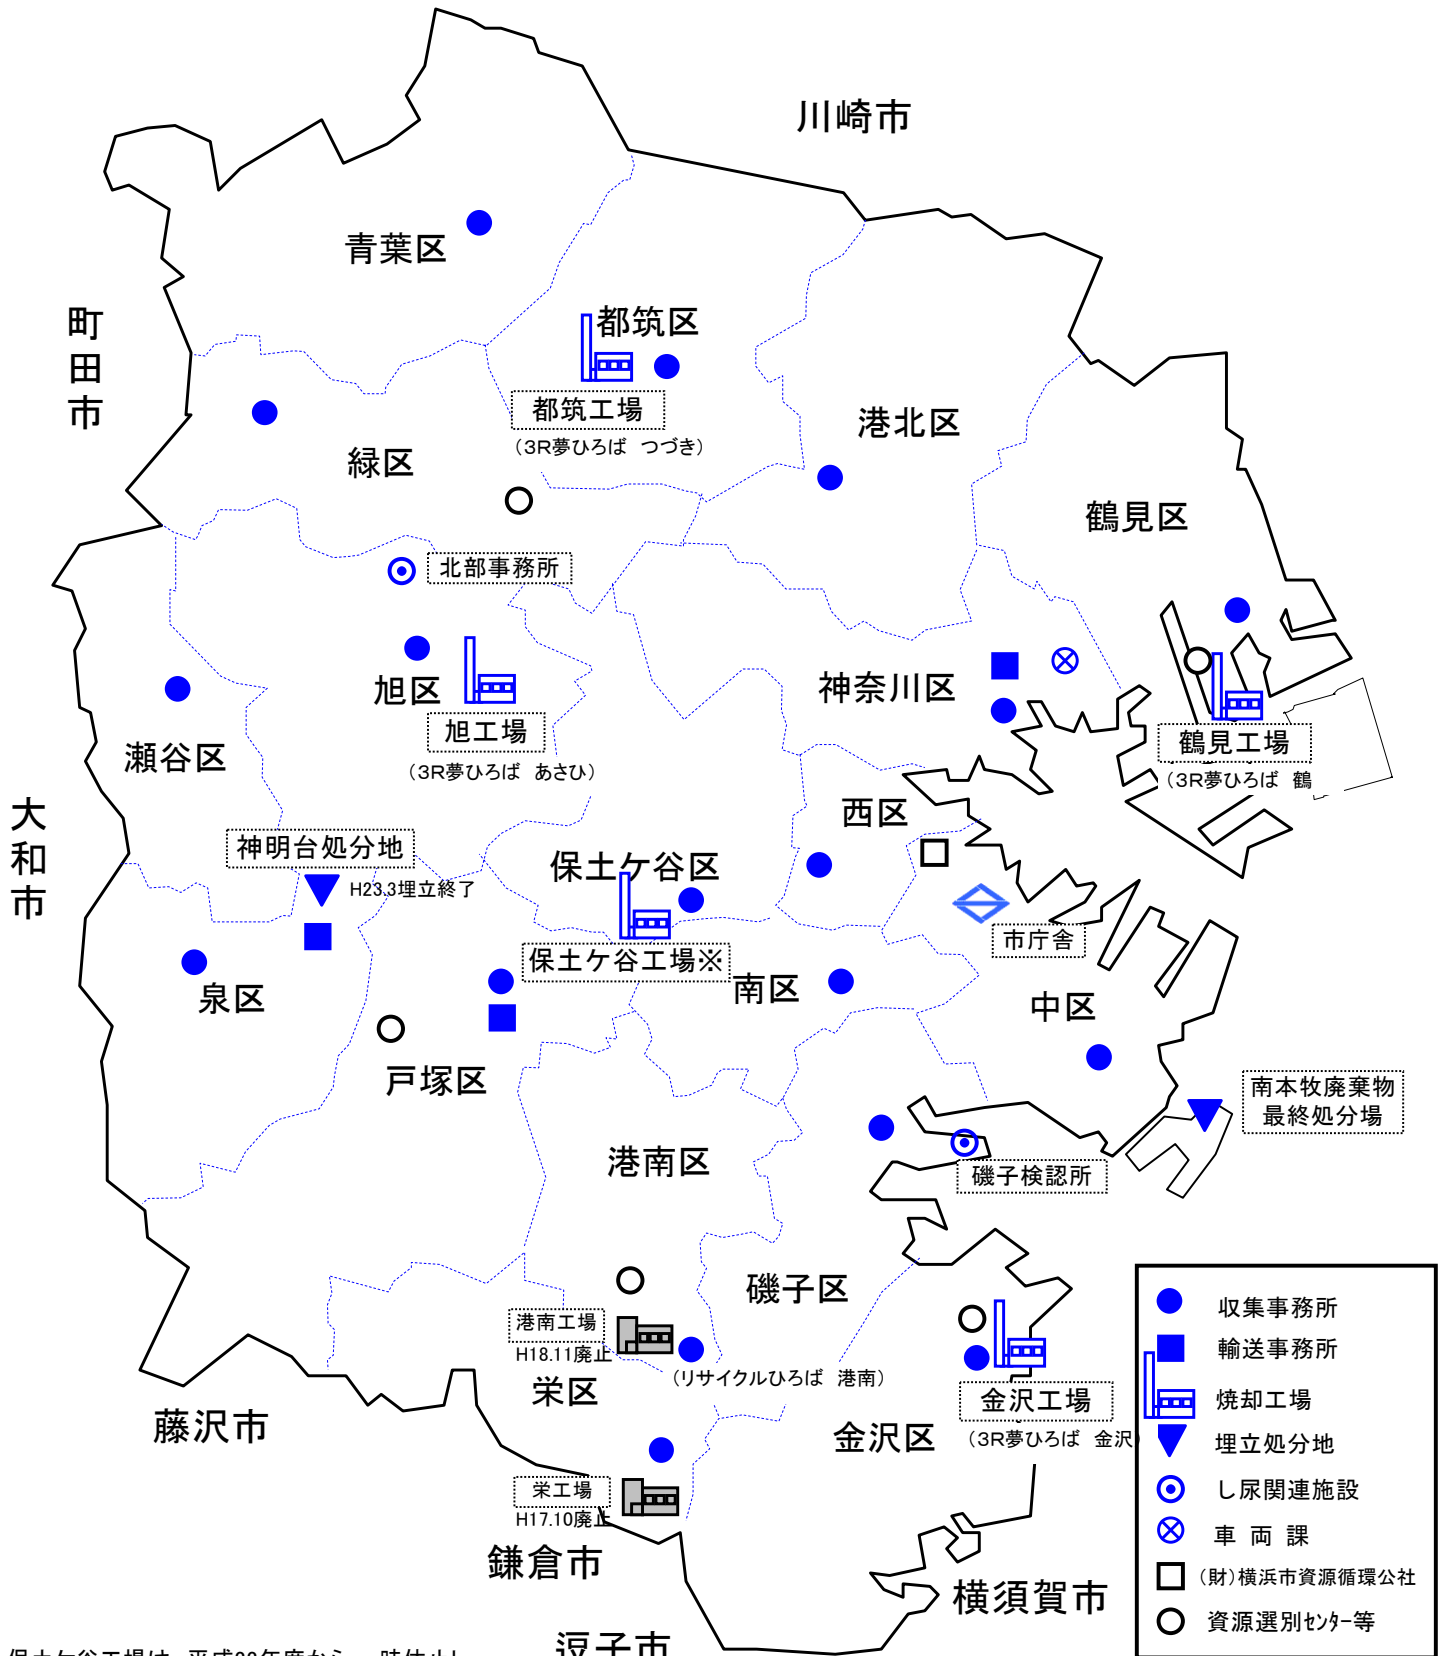 川崎市
青葉区
町田市
都筑区
都筑工場
（3R夢ひろば　つづき）
港北区
緑区
鶴見区
北部事務所
旭区
神奈川区
旭工場
（3R夢ひろば　あさひ）
鶴見工場
（3R夢ひろば　鶴
瀬谷区
大和市
西区
神明台処分地
H23.3埋立終了
保土ケ谷区
市庁舎
保土ケ谷工場※
南区
泉区
中区
戸塚区
南本牧廃棄物
最終処分場
港南区
磯子検認所
磯子区
港南工場
H18.11廃止
（リサイクルひろば　港南）
栄区
金沢工場
（3R夢ひろば　金沢）
金沢区
藤沢市
栄工場
H17.10廃止
鎌倉市
横須賀市
逗子市
収集事務所
輸送事務所
焼却工場
埋立処分地
し尿関連施設
車　両　課
（財）横浜市資源循環公社
資源選別ｾﾝﾀｰ等